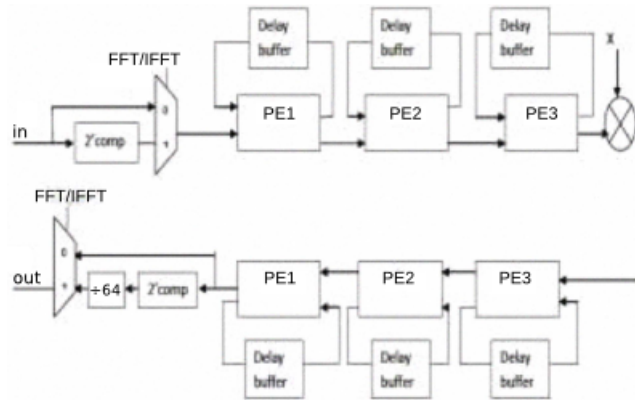 Delay
buffer
Delay
buffer
Delay
buffer
X
FFT/IFFT
0
1
in
2'comp
PE1
PE2
PE3
FFT/IFFT
0
1
out
÷64
2'comp
PE1
PE2
PE3
Delay
buffer
Delay
buffer
Delay
buffer